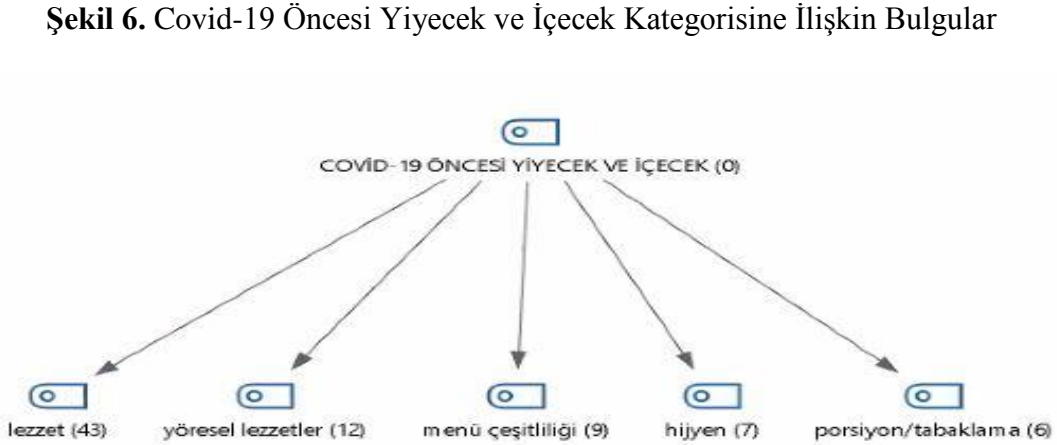 Şekil 6. Covid-19 Öncesi Yiyecek ve İçecek Kategorisine İlişkin Bulgular
COVİD-19 ÖNCESİ YİYECEK VE İÇECEK (0)
lezzet (43) yöresel lezzetler (12) menü çeşitliliği (9) hijyen (7) porsiyon/tabaklama (6)